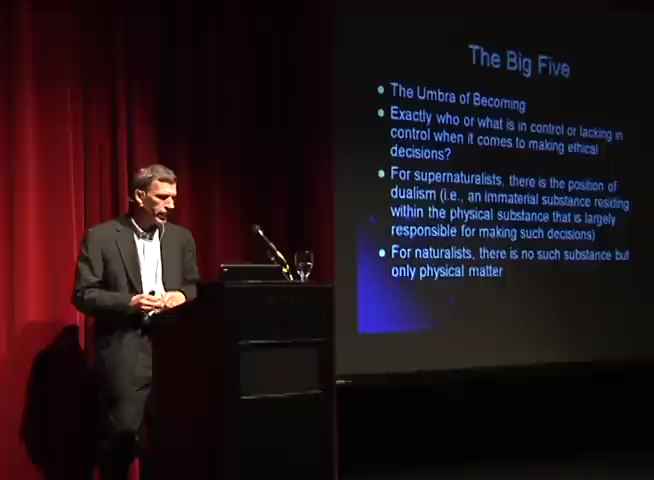 The Big Five
The Umbra of Becoming
Exactly who or what is in control or lacking in
control when it comes to making ethical
decisions?
For supernaturalists, there is the position of
dualism (i.e., an immaterial substance residing
within the physical substance that is largely
responsible for making such decisions)
For naturalists, there is no such substance but
only physical matter